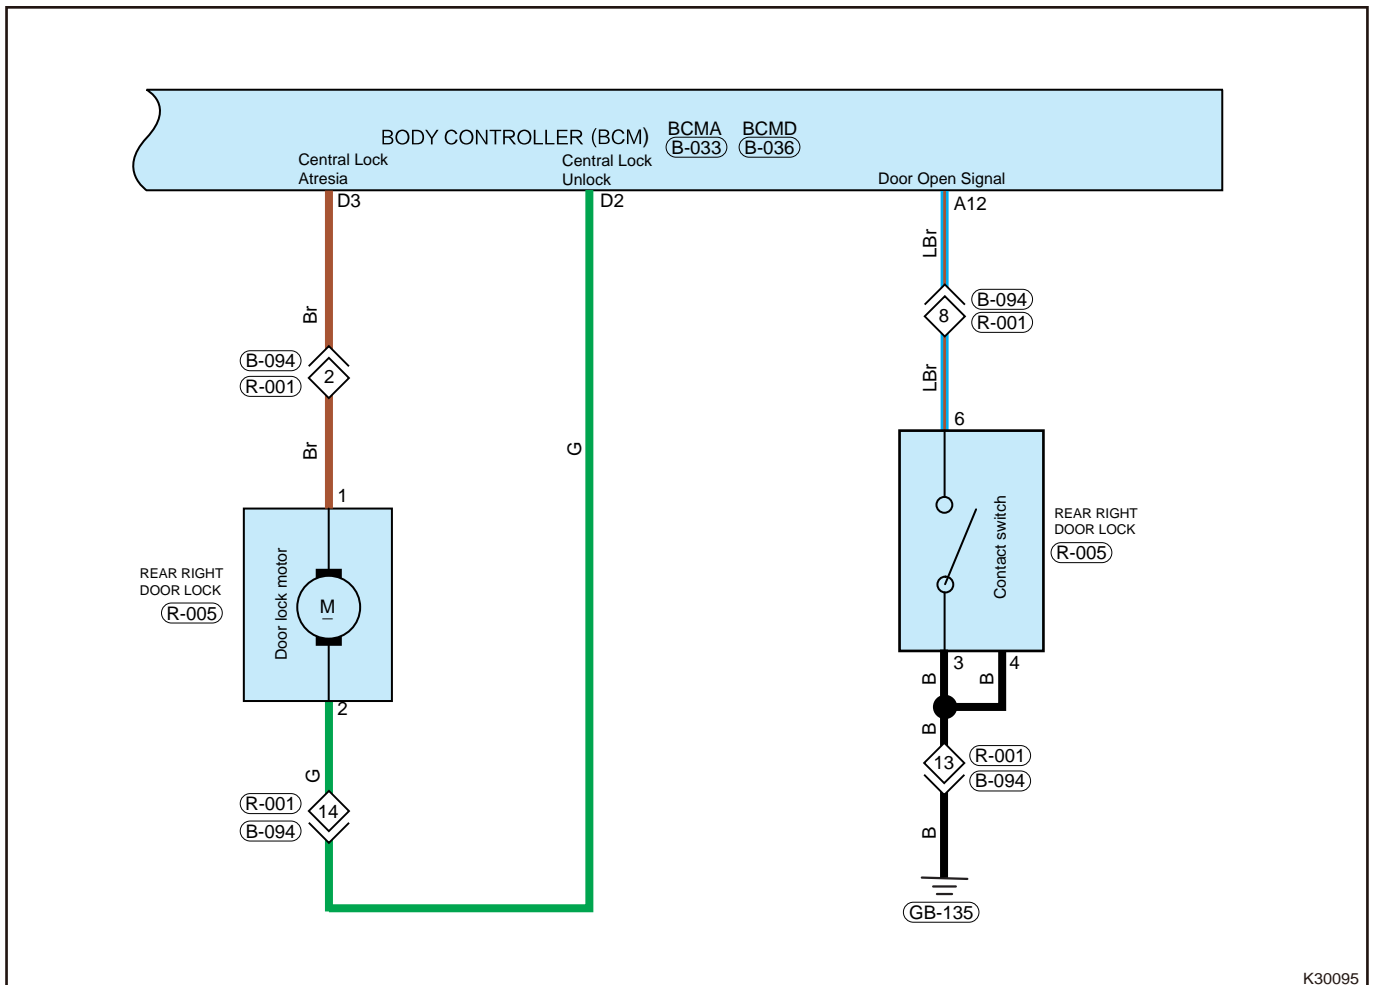 BODY CONTROLLER (BCM)
BCMA
B-033
BCMD
B-036
Central Lock
Atresia
Central Lock
Unlock
Door Open Signal
D3
D2
A12
LBr
B-094
8
R-001
Br
B-094
2
R-001
LBr
6
Br
G
1
Contact switch
REAR RIGHT
DOOR LOCK
R-005
REAR RIGHT
DOOR LOCK
R-005
Door lock motor
M
3
4
B
B
2
B
R-001
13
B-094
G
R-001
14
B-094
B
GB-135
K30095